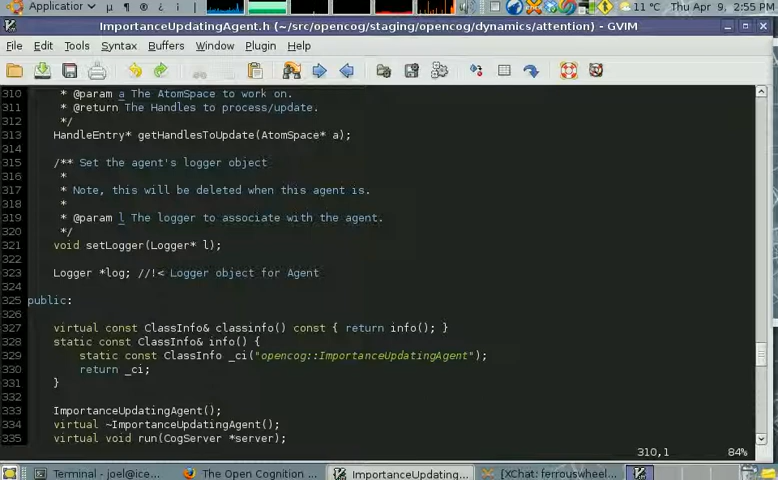 Applications
11 °C Thu Apr 9, 2:55 PM
ImportanceUpdatingAgent.h (~/src/opencog/staging/opencog/dynamics/attention) - GVIM
File Edit Tools Syntax Buffers Window Plugin Help
310 * @param a The AtomSpace to work on.
311 * @return The Handles to process/update.
312 */
313 HandleEntry* getHandlesToUpdate(AtomSpace* a);
314
315 /** Set the agent's logger object
316 *
317 * Note, this will be deleted when this agent is.
318 *
319 * @param l The logger to associate with the agent.
320 */
321 void setLogger(Logger* l);
322
323 Logger *log; //!< Logger object for Agent
324
325 public:
326
327 virtual const ClassInfo& classinfo() const { return info(); }
328 static const ClassInfo& info() {
329 static const ClassInfo _ci("opencog::ImportanceUpdatingAgent");
330 return _ci;
331 }
332
333 ImportanceUpdatingAgent();
334 virtual ~ImportanceUpdatingAgent();
335 virtual void run(CogServer *server);
310,1 84%
Terminal - joel@ice... The Open Cognition ... ImportanceUpdating... [XChat: ferrouswheel...